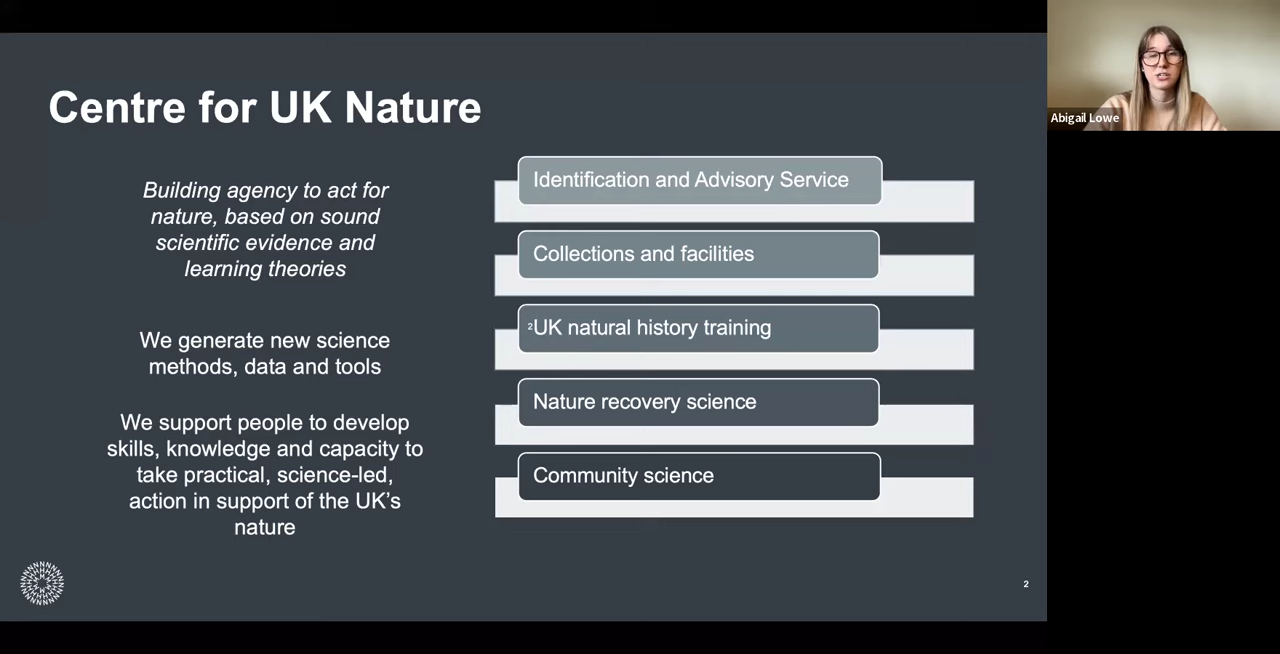 Centre for UK Nature
Building agency to act for
nature, based on sound
scientific evidence and
learning theories
We generate new science
methods, data and tools
We support people to develop
skills, knowledge and capacity to
take practical, science-led,
action in support of the UK's
nature
Identification and Advisory Service
Collections and facilities
2UK natural history training
Nature recovery science
Community science
2
Abigail Lowe